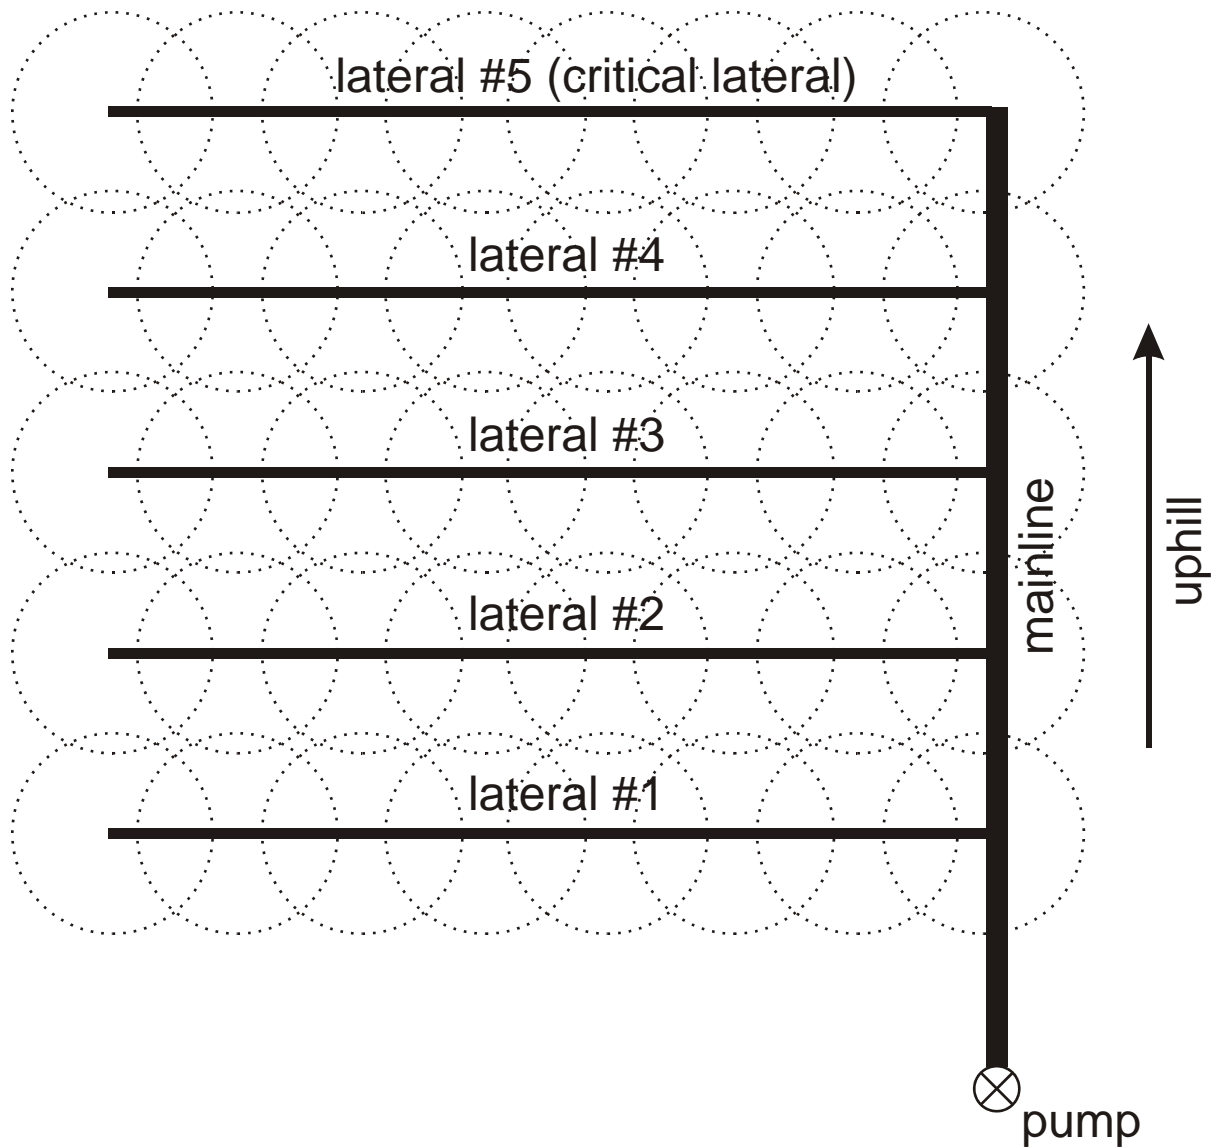 lateral #5 (critical lateral)
lateral #4
lateral #3
mainline
uphill
lateral #2
lateral #1
pump